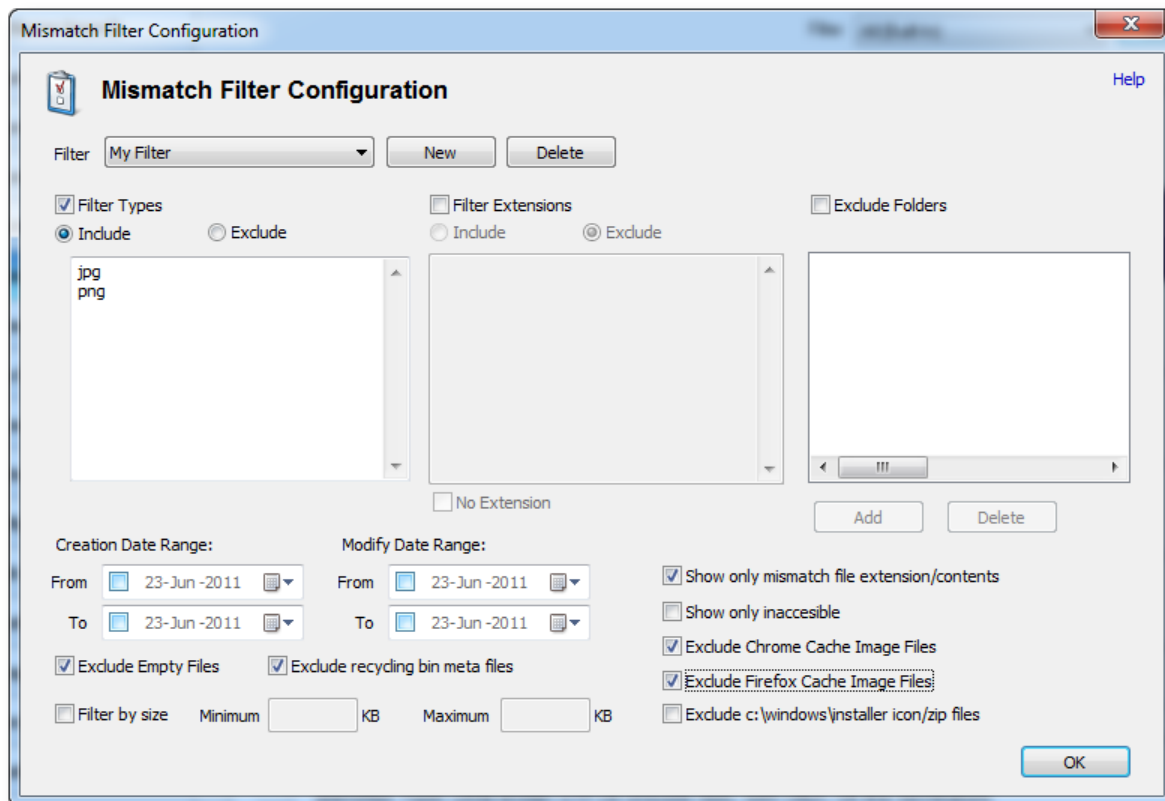 Mismatch Filter Configuration
Mismatch Filter Configuration
Help
Filter My Filter New Delete
Filter Types Filter Extensions Exclude Folders
Include Exclude Include Exclude
jpg
png
No Extension
Add Delete
Creation Date Range: Modify Date Range:
From 23-Jun -2011 From 23-Jun -2011
To 23-Jun -2011 To 23-Jun -2011
Exclude Empty Files Exclude recycling bin meta files
Filter by size Minimum KB Maximum KB
Show only mismatch file extension/contents
Show only inaccesible
Exclude Chrome Cache Image Files
Exclude Firefox Cache Image Files
Exclude c:\windows\installer icon/zip files
OK